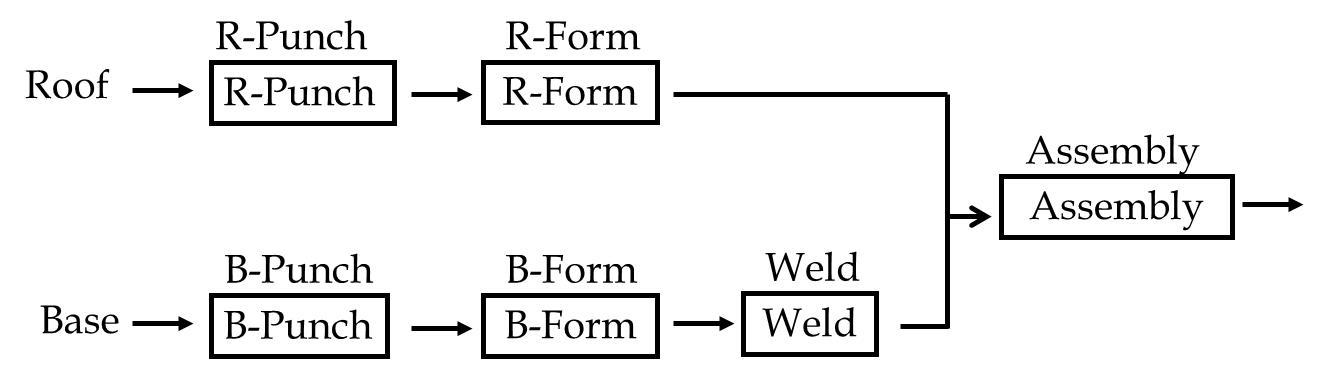 R-Punch
R-Form
Roof
R-Punch
R-Form
Assembly
Assembly
B-Punch
B-Form
Weld
Base
B-Punch
B-Form
Weld